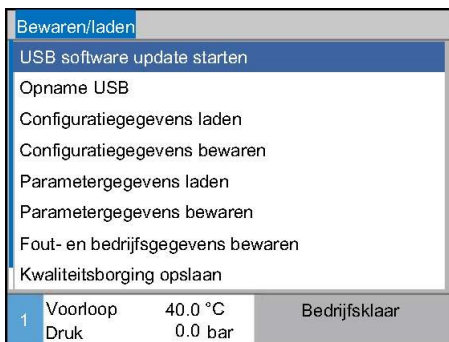 Bewaren/laden
USB software update starten
Opname USB
Configuratiegegevens laden
Configuratiegegevens bewaren
Parametergegevens laden
Parametergegevens bewaren
Fout- en bedrijfsgegevens bewaren
Kwaliteitsborging opslaan
1 Voorloop 40.0 °C Bedrijfsklaar
Druk 0.0 bar